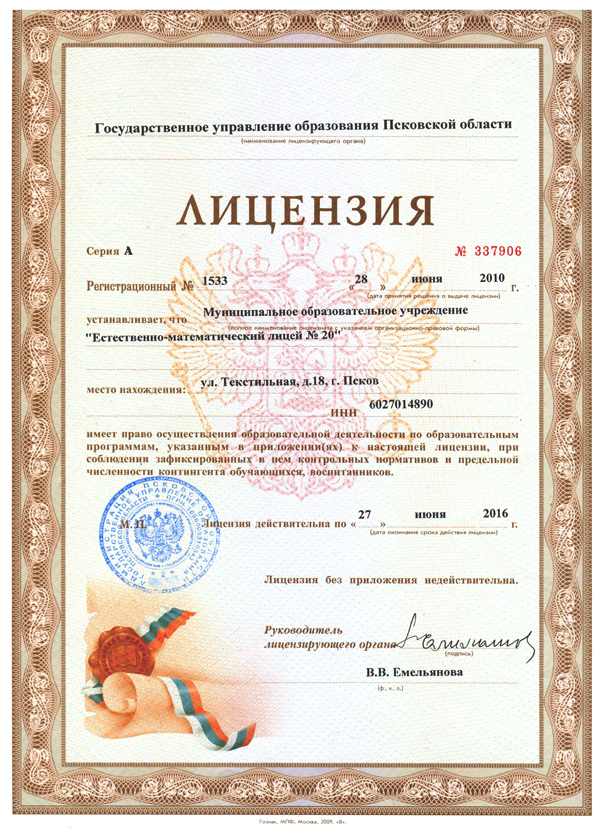 Государственное управление образования Псковской области
(наименование лицензирующего органа)
ЛИЦЕНЗИЯ
Серия А № 337906
Регистрационный № 1533 « 28 » июня 2010 г.
(дата принятия решения о выдаче лицензии)
устанавливает, что Муниципальное образовательное учреждение
(полное наименование лицензиата с указанием организационно-правовой формы)
"Естественно-математический лицей № 20"
место нахождения: ул. Текстильная, д.18, г. Псков
ИНН 6027014890
имеет право осуществления образовательной деятельности по образовательным
программам, указанным в приложении(ях) к настоящей лицензии, при
соблюдении зафиксированных в нем контрольных нормативов и предельной
численности контингента обучающихся, воспитанников.
М. П. Лицензия действительна по « 27 » июня 2016 г.
(дата окончания срока действия лицензии)
Лицензия без приложения недействительна.
Руководитель
лицензирующего органа
(подпись)
В.В. Емельянова
(ф., и., о.)
Гознак, МПФ, Москва, 2009, «В».